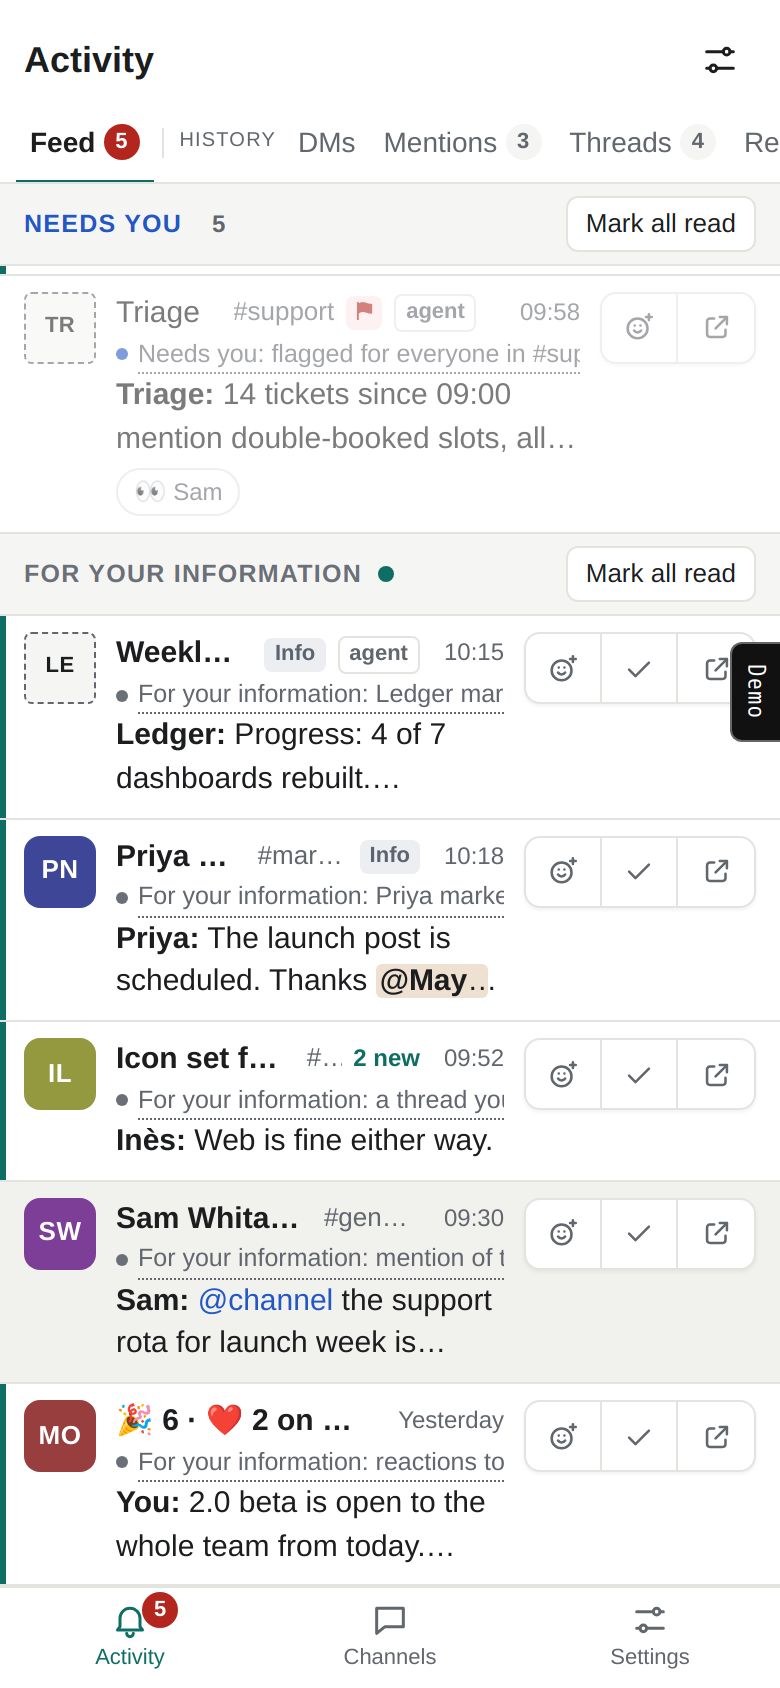 Activity
Feed 5 HISTORY DMs Mentions 3 Threads 4 Re
NEEDS YOU 5 Mark all read
TR Triage #support agent 09:58
Needs you: flagged for everyone in #sup
Triage: 14 tickets since 09:00
mention double-booked slots, all…
👀 Sam
FOR YOUR INFORMATION Mark all read
LE Weekl… Info agent 10:15
For your information: Ledger mar
Demo
Ledger: Progress: 4 of 7
dashboards rebuilt.…
PN Priya … #mar… Info 10:18
For your information: Priya marke
Priya: The launch post is
scheduled. Thanks @May…
IL Icon set f… #… 2 new 09:52
For your information: a thread you
Inès: Web is fine either way.
SW Sam Whita… #gen… 09:30
For your information: mention of t
Sam: @channel the support
rota for launch week is…
MO 🎉 6 · ❤️ 2 on … Yesterday
For your information: reactions to
You: 2.0 beta is open to the
whole team from today.…
5
Activity Channels Settings